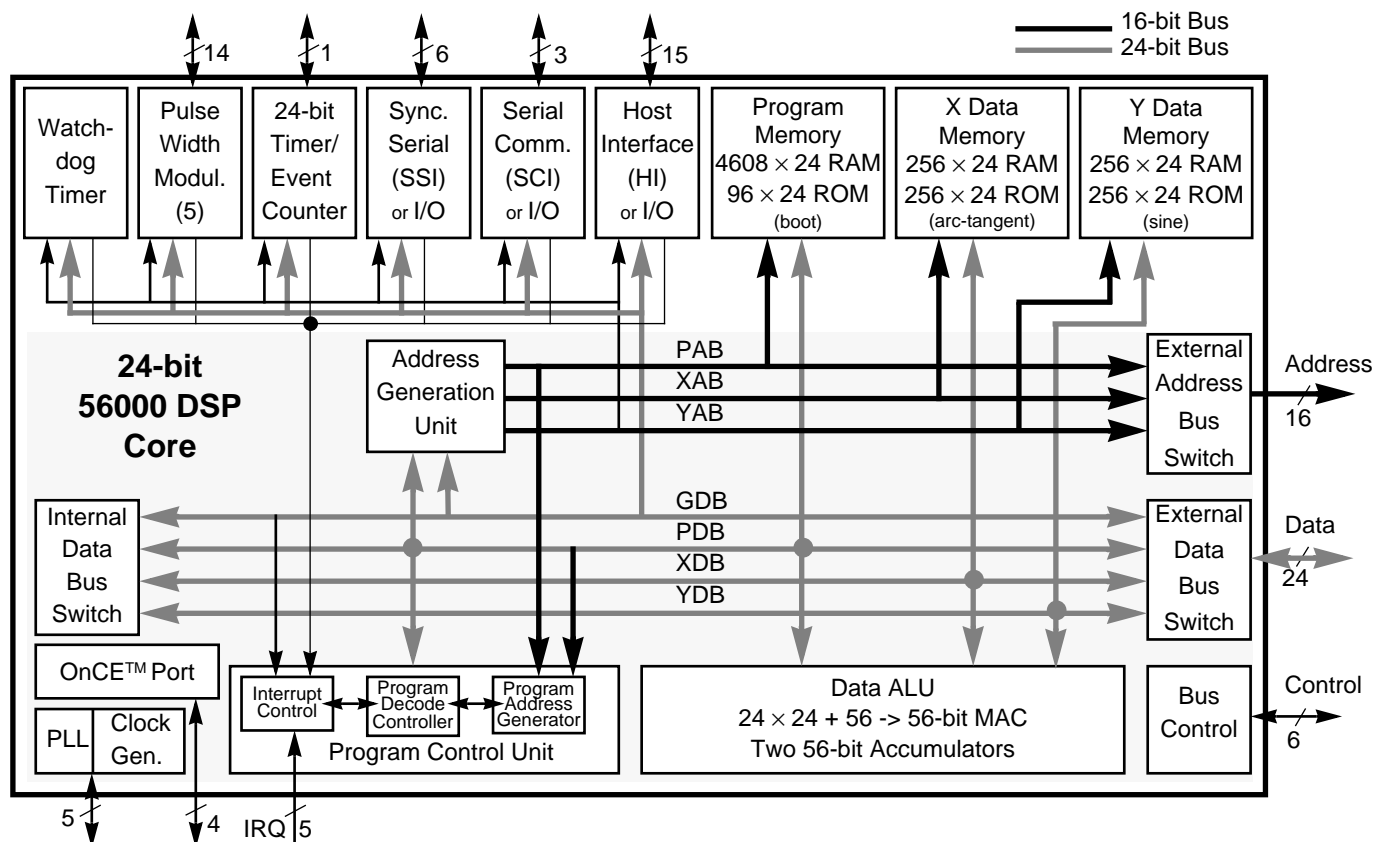 16-bit Bus
24-bit Bus
14
1
6
3
15
Watch-
dog
Timer
Pulse
Width
Modul.
(5)
24-bit
Timer/
Event
Counter
Sync.
Serial
(SSI)
or I/O
Serial
Comm.
(SCI)
or I/O
Host
Interface
(HI)
or I/O
Program
Memory
4608 × 24 RAM
96 × 24 ROM
(boot)
X Data
Memory
256 × 24 RAM
256 × 24 ROM
(arc-tangent)
Y Data
Memory
256 × 24 RAM
256 × 24 ROM
(sine)
24-bit
56000 DSP
Core
Address
Generation
Unit
PAB
XAB
YAB
External
Address
Bus
Switch
Address
16
Internal
Data
Bus
Switch
GDB
PDB
XDB
YDB
External
Data
Bus
Switch
Data
24
OnCE™ Port
PLL
Clock
Gen.
Interrupt
Control
Program
Decode
Controller
Program
Address
Generator
Program Control Unit
Data ALU
24 × 24 + 56 -> 56-bit MAC
Two 56-bit Accumulators
Bus
Control
Control
6
5
4
IRQ
5